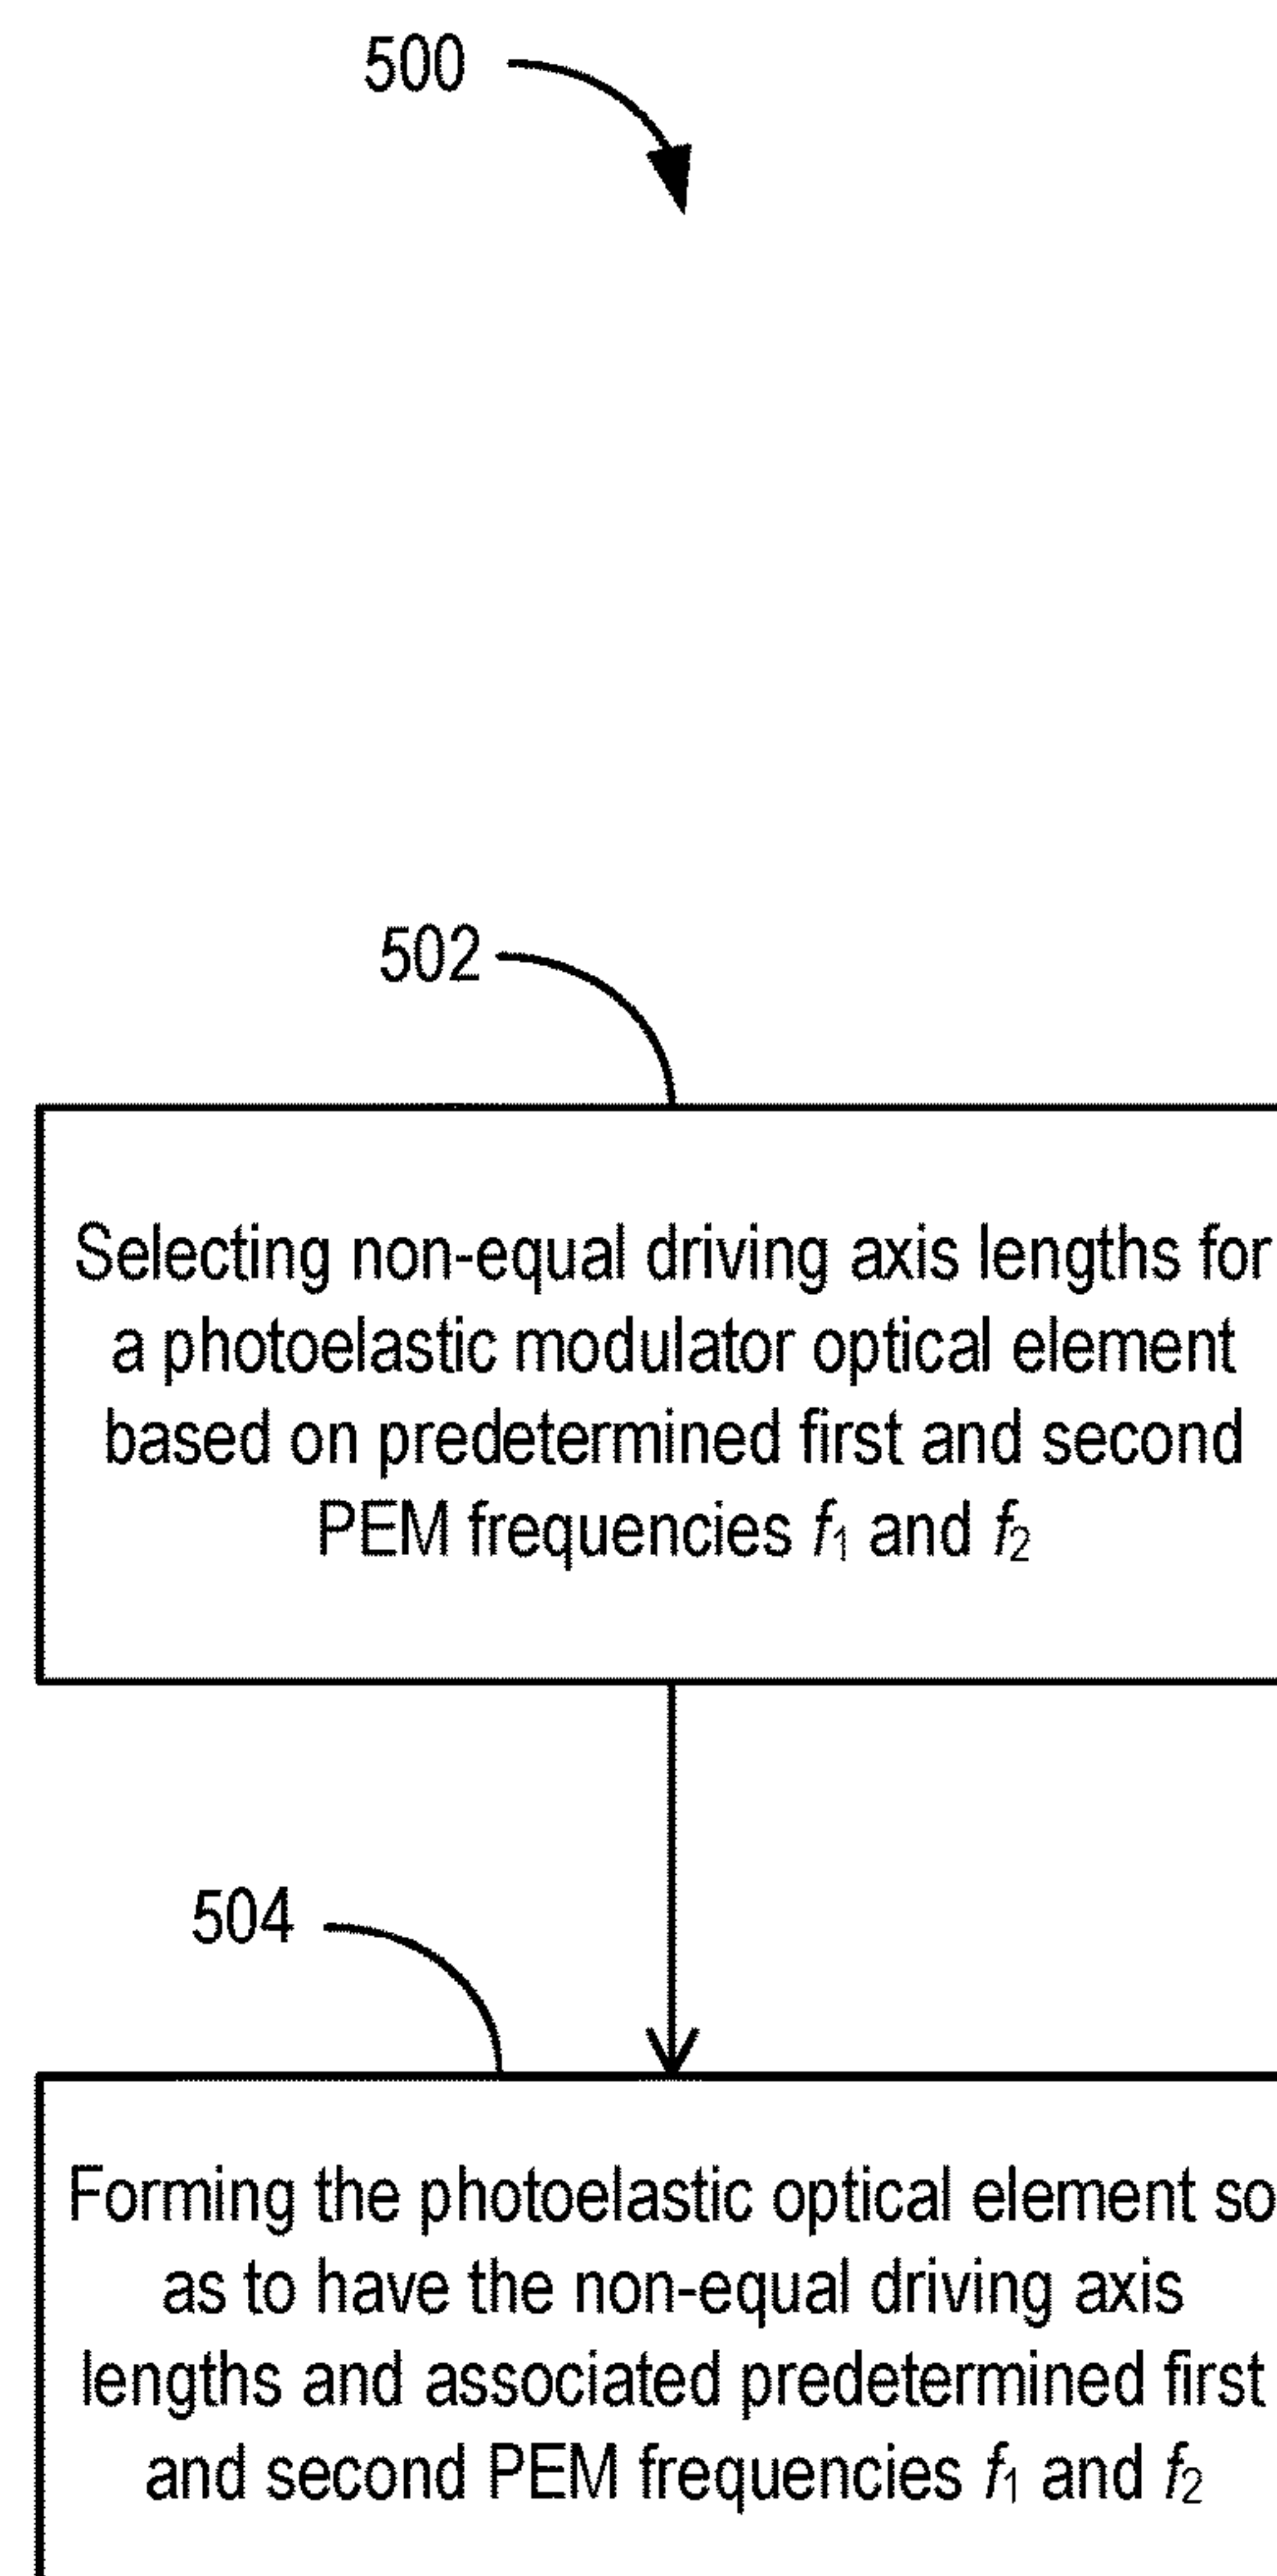 500
502
Selecting non-equal driving axis lengths for
a photoelastic modulator optical element
based on predetermined first and second
PEM frequencies f₁ and f₂
504
Forming the photoelastic optical element so
as to have the non-equal driving axis
lengths and associated predetermined first
and second PEM frequencies f₁ and f₂